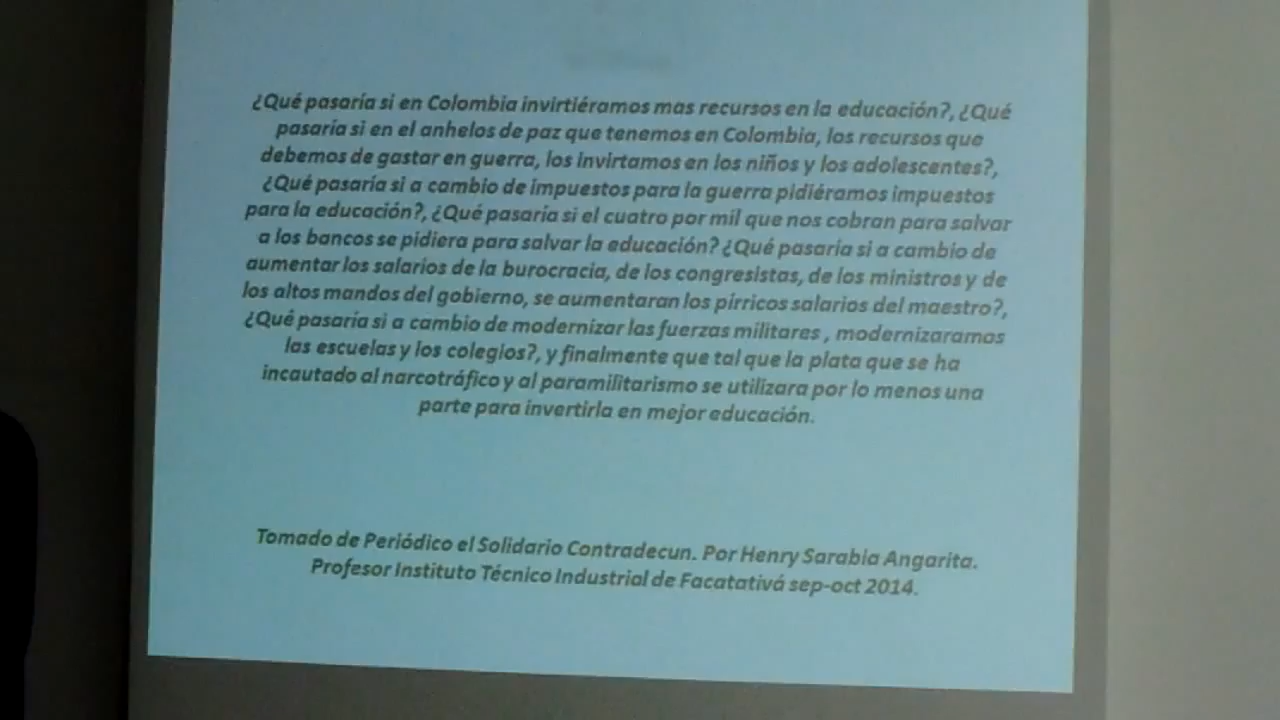 ¿Qué pasaría si en Colombia invirtiéramos mas recursos en la educación?, ¿Qué
pasaría si en el anhelos de paz que tenemos en Colombia, los recursos que
debemos de gastar en guerra, los invirtamos en los niños y los adolescentes?,
¿Qué pasaría si a cambio de impuestos para la guerra pidiéramos impuestos
para la educación?, ¿Qué pasaría si el cuatro por mil que nos cobran para salvar
a los bancos se pidiera para salvar la educación? ¿Qué pasaría si a cambio de
aumentar los salarios de la burocracia, de los congresistas, de los ministros y de
los altos mandos del gobierno, se aumentaran los pírricos salarios del maestro?,
¿Qué pasaría si a cambio de modernizar las fuerzas militares , modernizaramos
las escuelas y los colegios?, y finalmente que tal que la plata que se ha
incautado al narcotráfico y al paramilitarismo se utilizara por lo menos una
parte para invertirla en mejor educación.
Tomado de Periódico el Solidario Contradecun. Por Henry Sarabia Angarita.
Profesor Instituto Técnico Industrial de Facatativá sep-oct 2014.